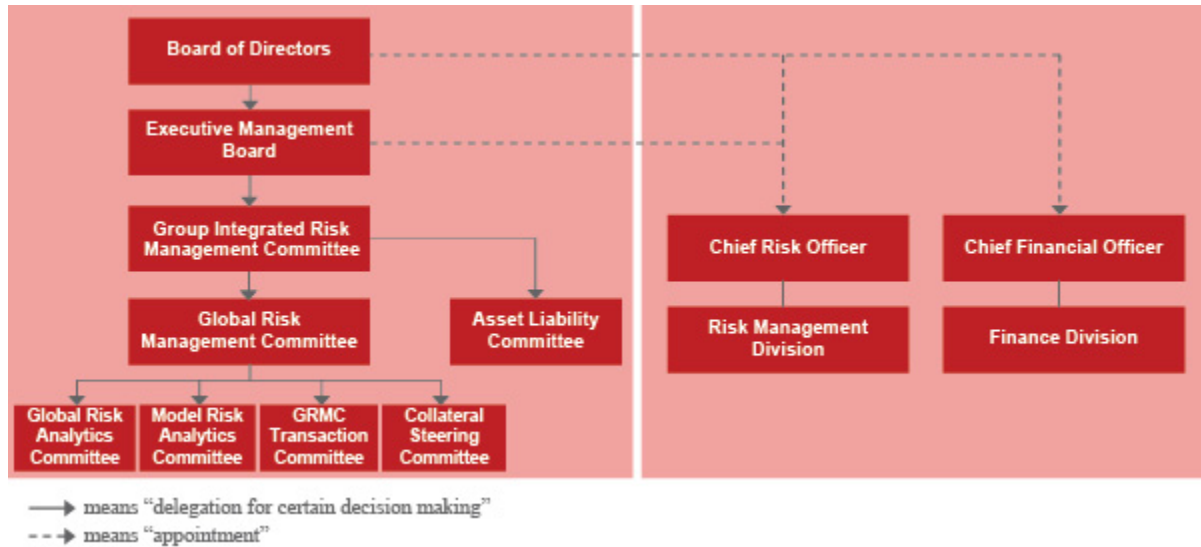 Board of Directors
Executive Management
Board
Group Integrated Risk
Management Committee
Global Risk
Management Committee
Asset Liability
Committee
Global Risk
Analytics
Committee
Model Risk
Analytics
Committee
GRMC
Transaction
Committee
Collateral
Steering
Committee
Chief Risk Officer
Chief Financial Officer
Risk Management
Division
Finance Division
means “delegation for certain decision making”
means “appointment”